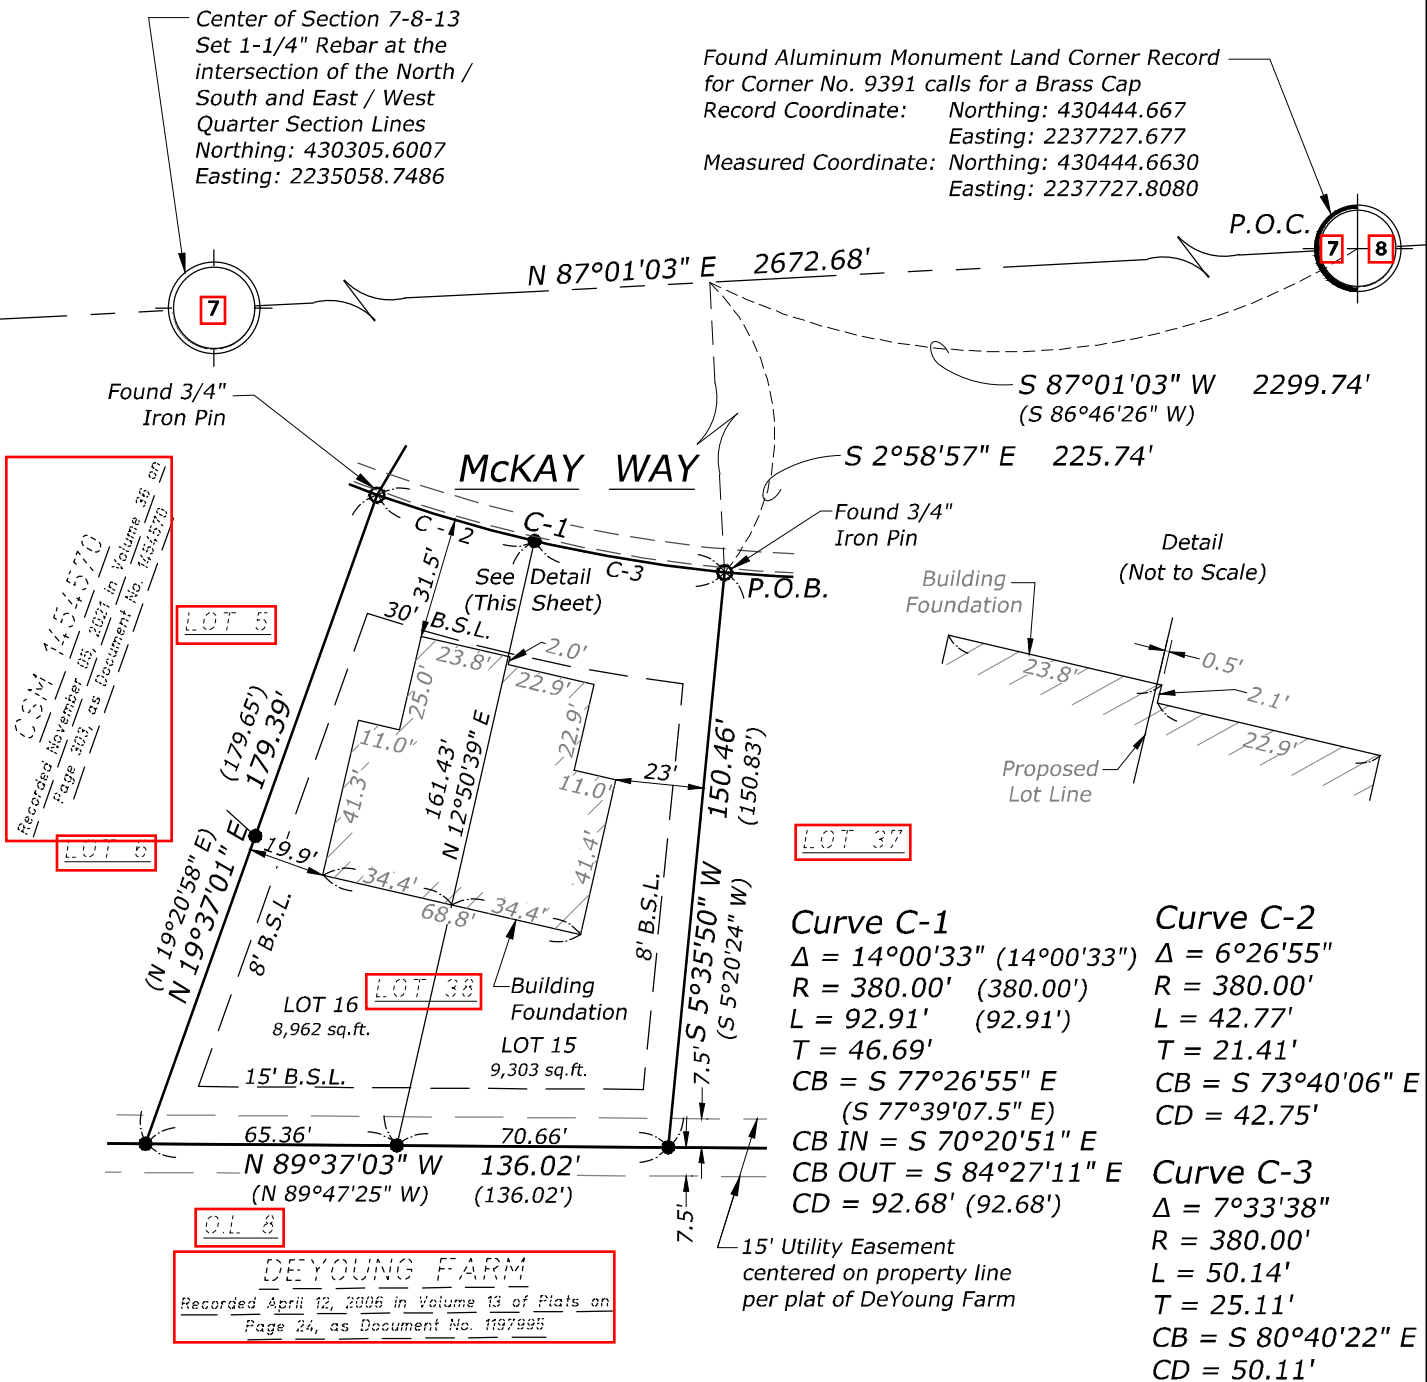 Center of Section 7-8-13
Set 1-1/4" Rebar at the
intersection of the North /
South and East / West
Quarter Section Lines
Northing: 430305.6007
Easting: 2235058.7486
Found Aluminum Monument Land Corner Record
for Corner No. 9391 calls for a Brass Cap
Record Coordinate: Northing: 430444.667
Easting: 2237727.677
Measured Coordinate: Northing: 430444.6630
Easting: 2237727.8080
P.O.C.
7 8
7
N 87°01'03" E 2672.68'
S 87°01'03" W 2299.74'
(S 86°46'26" W)
Found 3/4"
Iron Pin
McKAY WAY
S 2°58'57" E 225.74'
Found 3/4"
Iron Pin
C - 2
C-1
C-3
P.O.B.
See Detail
(This Sheet)
31.5'
30' B.S.L.
23.8'
2.0'
22.9'
25.0'
22.9'
11.0"
11.0'
41.3'
41.4'
23'
161.43'
N 12°50'39" E
150.46'
(150.83')
S 5°35'50" W
(S 5°20'24" W)
(179.65')
179.39'
(N 19°20'58" E)
N 19°37'01" E
19.9'
34.4'
68.8'
34.4"
8' B.S.L.
8' B.S.L.
Building
Foundation
LOT 38
LOT 16
8,962 sq.ft.
LOT 15
9,303 sq.ft.
15' B.S.L.
7.5'
7.5'
65.36'
70.66'
N 89°37'03" W 136.02'
(N 89°47'25" W) (136.02')
CSM 1454570
Recorded November 05, 2021 in Volume 36 on
Page 303, as Document No. 1454570
LOT 5
LOT 6
LOT 37
O.L 8
DEYOUNG FARM
Recorded April 12, 2006 in Volume 13 of Plats on
Page 24, as Document No. 1197995
15' Utility Easement
centered on property line
per plat of DeYoung Farm
Detail
(Not to Scale)
Building
Foundation
23.8'
0.5'
2.1'
22.9'
Proposed
Lot Line
Curve C-1
Δ = 14°00'33" (14°00'33")
R = 380.00' (380.00')
L = 92.91' (92.91')
T = 46.69'
CB = S 77°26'55" E
(S 77°39'07.5" E)
CB IN = S 70°20'51" E
CB OUT = S 84°27'11" E
CD = 92.68' (92.68')
Curve C-2
Δ = 6°26'55"
R = 380.00'
L = 42.77'
T = 21.41'
CB = S 73°40'06" E
CD = 42.75'
Curve C-3
Δ = 7°33'38"
R = 380.00'
L = 50.14'
T = 25.11'
CB = S 80°40'22" E
CD = 50.11'